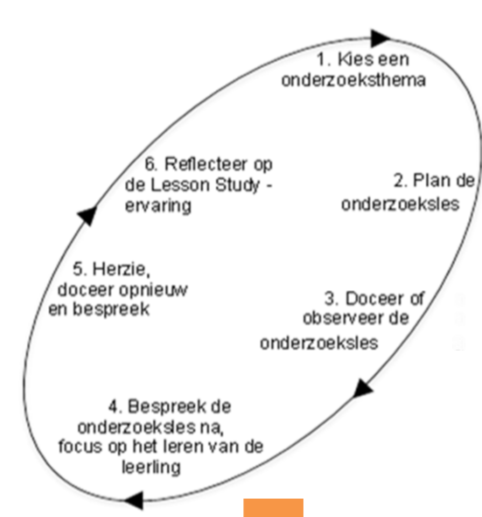 1. Kies een
onderzoeksthema
2. Plan de
onderzoeksles
3. Doceer of
observeer de
onderzoeksles
4. Bespreek de
onderzoeksles na,
focus op het leren van de
leerling
5. Herzie,
doceer opnieuw
en bespreek
6. Reflecteer op
de Lesson Study -
ervaring